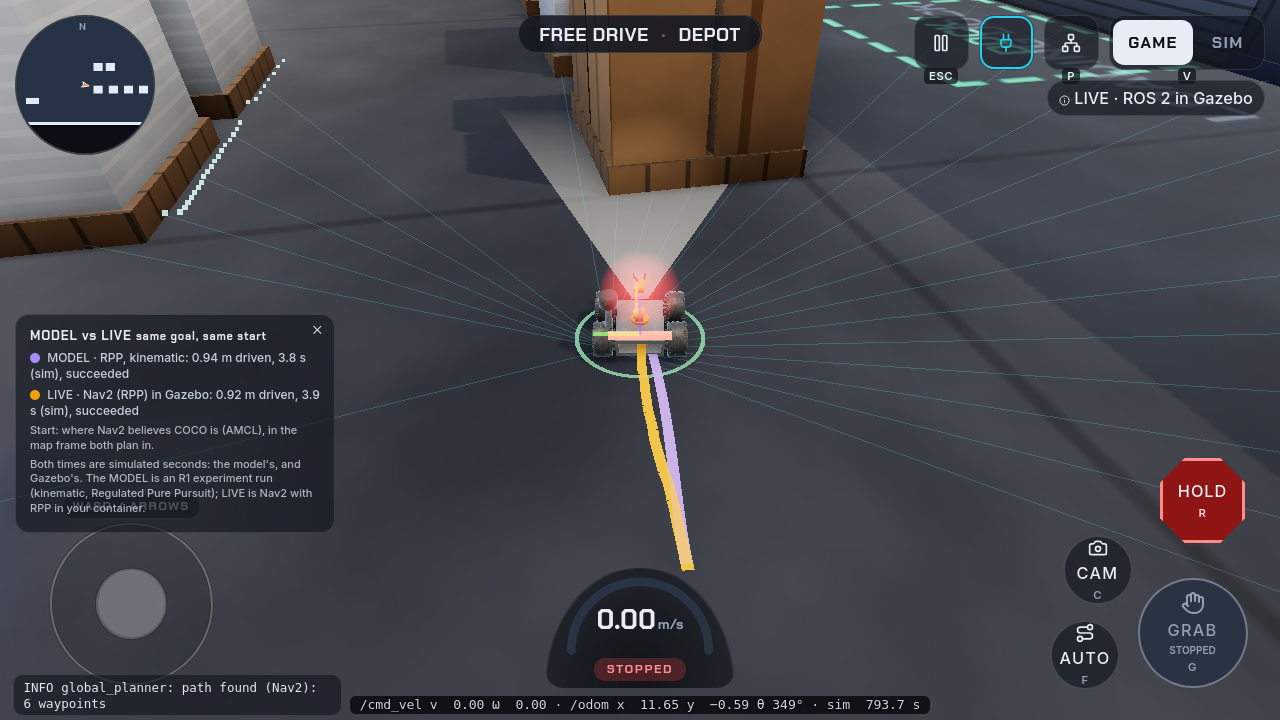 N
FREE DRIVE · DEPOT
ESC
P
GAME
SIM
V
LIVE · ROS 2 in Gazebo
MODEL vs LIVE same goal, same start
MODEL · RPP, kinematic: 0.94 m driven, 3.8 s
(sim), succeeded
LIVE · Nav2 (RPP) in Gazebo: 0.92 m driven, 3.9
s (sim), succeeded
Start: where Nav2 believes COCO is (AMCL), in the
map frame both plan in.
Both times are simulated seconds: the model's, and
Gazebo's. The MODEL is an R1 experiment run
(kinematic, Regulated Pure Pursuit); LIVE is Nav2 with
RPP in your container.
HOLD
R
CAM
C
GRAB
STOPPED
G
AUTO
F
0.00 m/s
STOPPED
INFO global_planner: path found (Nav2):
6 waypoints
/cmd_vel v 0.00 ω 0.00 · /odom x 11.65 y −0.59 θ 349° · sim 793.7 s